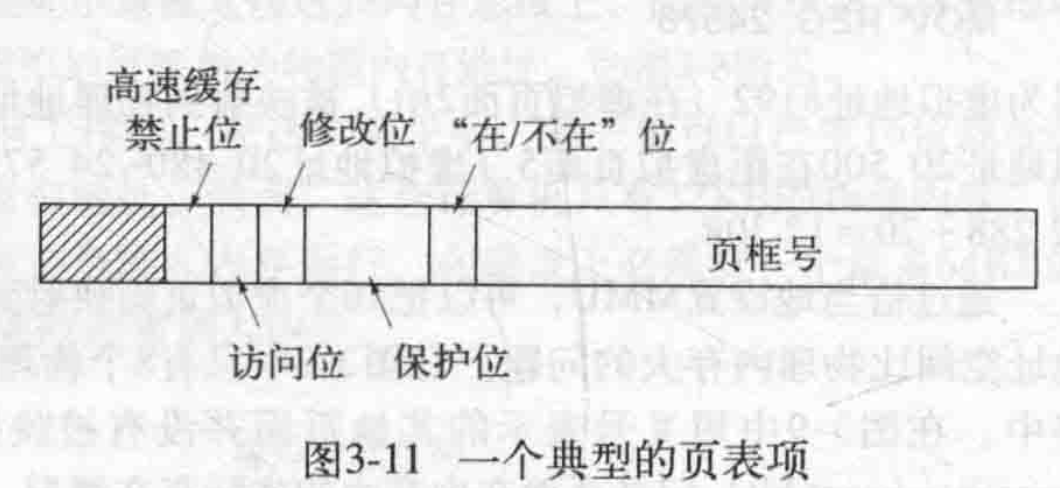 高速缓存
禁止位
修改位
“在/不在”位
页框号
访问位
保护位
图3-11 一个典型的页表项